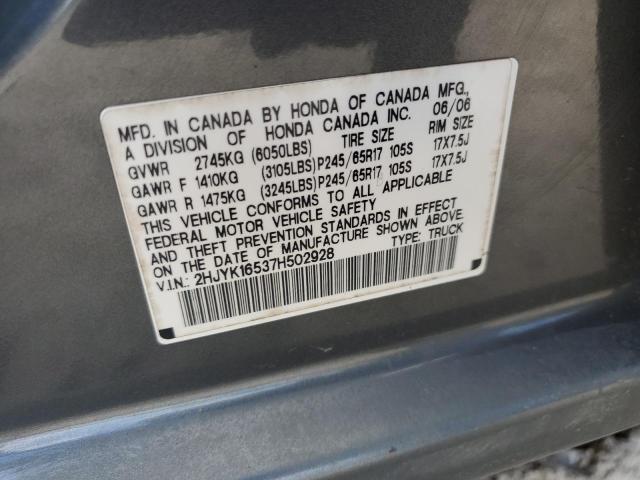 MFD. IN CANADA BY HONDA OF CANADA MFG.,
A DIVISION OF HONDA CANADA INC. 06/06
GVWR 2745KG (6050LBS) TIRE SIZE RIM SIZE
GAWR F 1410KG (3105LBS)P245/65R17 105S 17X7.5J
GAWR R 1475KG (3245LBS)P245/65R17 105S 17X7.5J
THIS VEHICLE CONFORMS TO ALL APPLICABLE
FEDERAL MOTOR VEHICLE SAFETY
AND THEFT PREVENTION STANDARDS IN EFFECT
ON THE DATE OF MANUFACTURE SHOWN ABOVE.
V.I.N.: 2HJYK16537H502928 TYPE: TRUCK